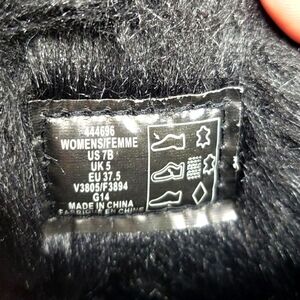 444696
WOMENS/FEMME
US 7B
UK 5
EU 37.5
V3805/F3894
G14
MADE IN CHINA
FABRIQUE EN CHINE